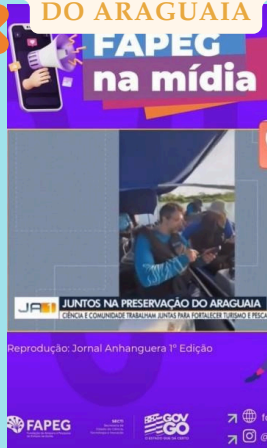 DO ARAGUAIA
FAPEG
na mídia
JA1
JUNTOS NA PRESERVAÇÃO DO ARAGUAIA
CIÊNCIA E COMUNIDADE TRABALHAM JUNTAS PARA FORTALECER TURISMO E PESCA
Reprodução: Jornal Anhanguera 1ª Edição
FAPEG
GOV
GO